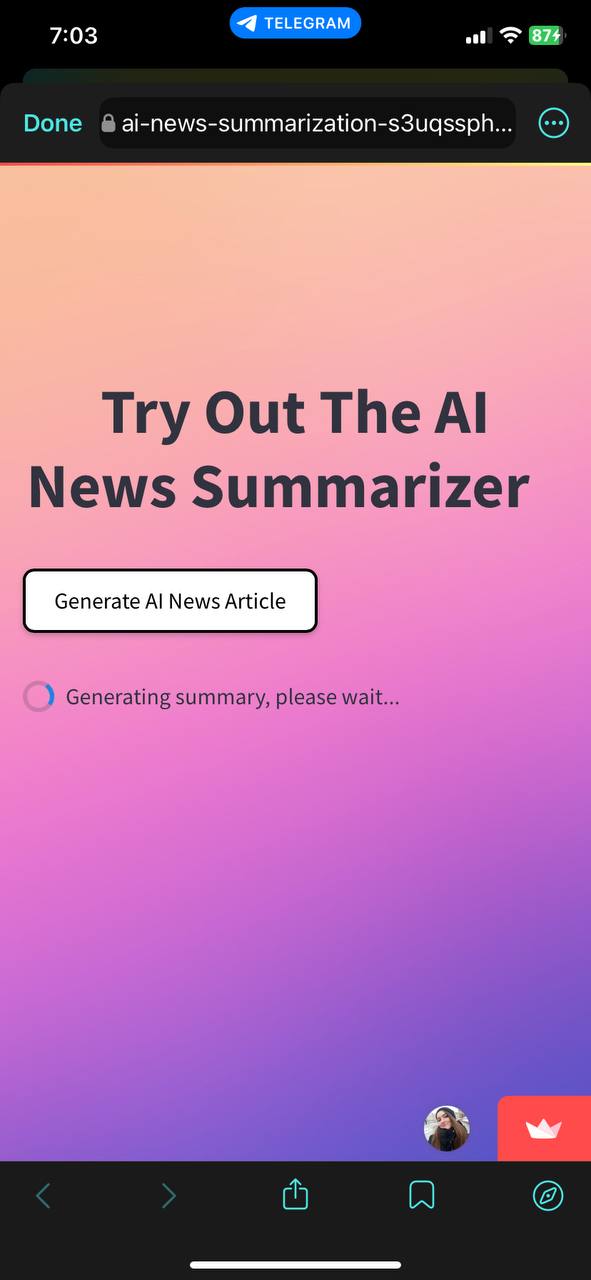 7:03
TELEGRAM
87
Done
ai-news-summarization-s3uqssph...
Try Out The AI
News Summarizer
Generate AI News Article
Generating summary, please wait...